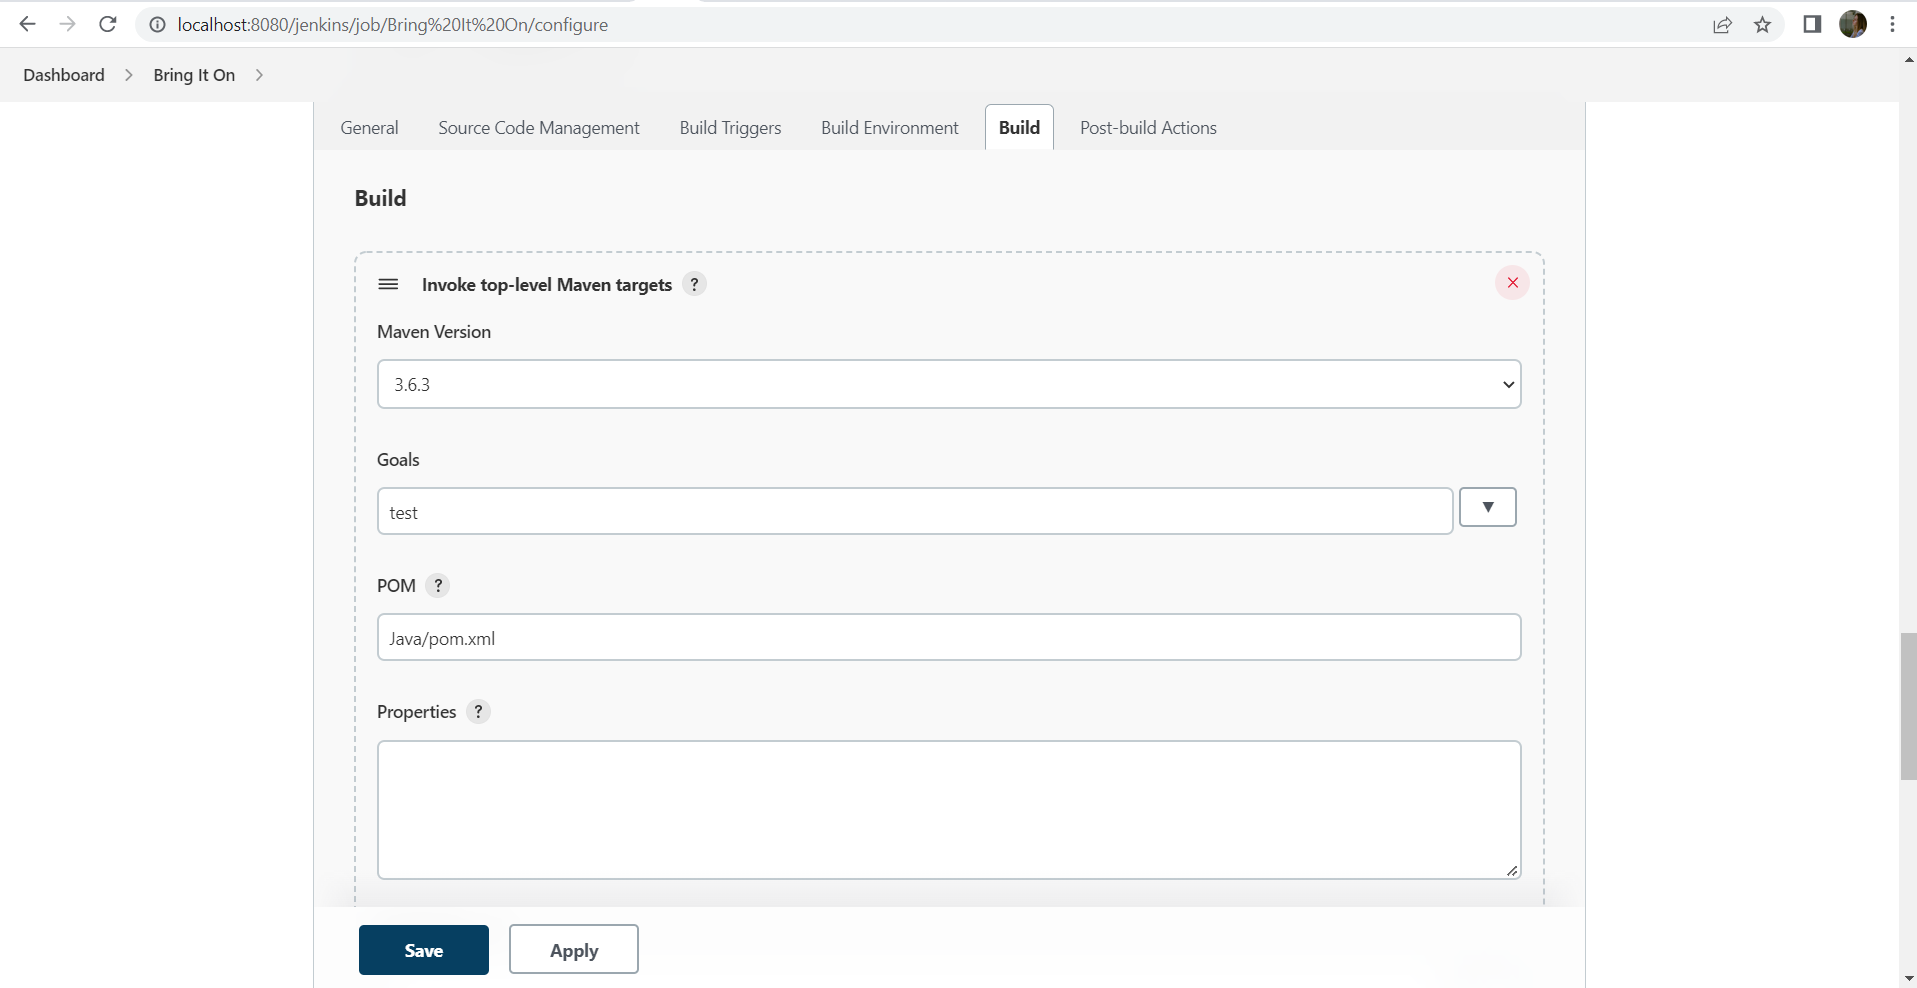 localhost:8080/jenkins/job/Bring%20It%20On/configure
Dashboard
Bring It On
General
Source Code Management
Build Triggers
Build Environment
Build
Post-build Actions
Build
Invoke top-level Maven targets ?
Maven Version
3.6.3
Goals
test
POM ?
Java/pom.xml
Properties ?
Save
Apply